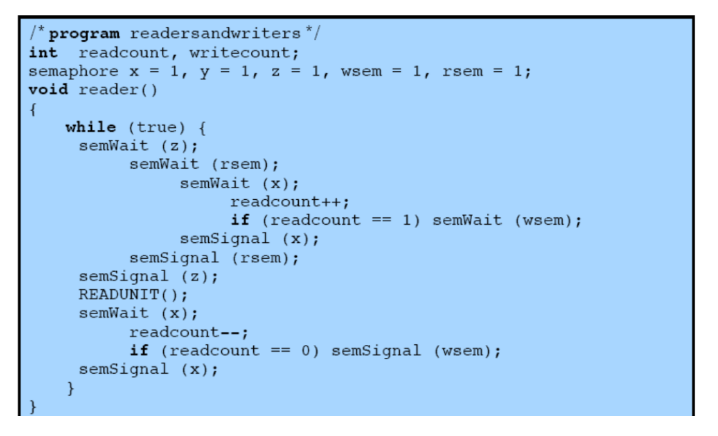 /* program readersandwriters */
int  readcount, writecount;
semaphore x = 1, y = 1, z = 1, wsem = 1, rsem = 1;
void reader()
{
    while (true) {
     semWait (z);
          semWait (rsem);
               semWait (x);
                    readcount++;
                    if (readcount == 1) semWait (wsem);
               semSignal (x);
          semSignal (rsem);
     semSignal (z);
     READUNIT();
     semWait (x);
          readcount--;
          if (readcount == 0) semSignal (wsem);
     semSignal (x);
    }
}